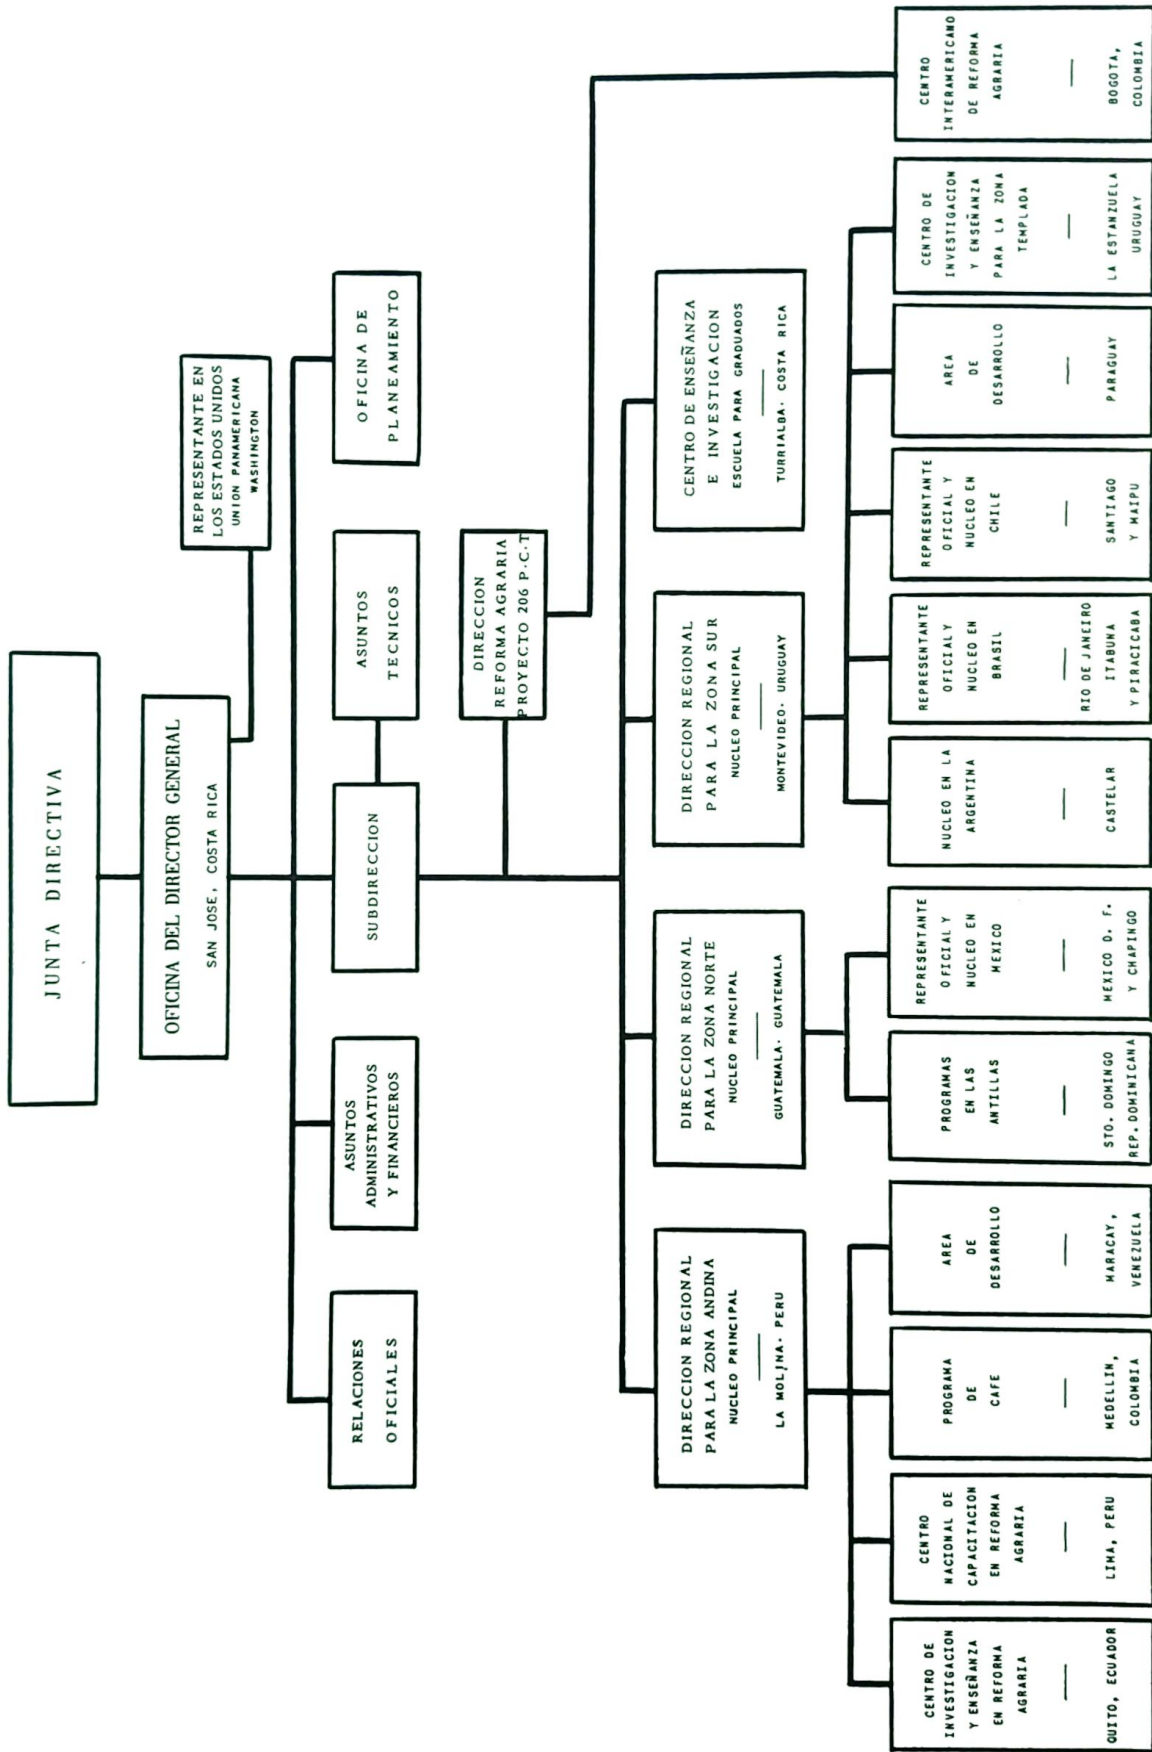 JUNTA DIRECTIVA
OFICINA DEL DIRECTOR GENERAL
SAN JOSE, COSTA RICA
REPRESENTANTE EN
LOS ESTADOS UNIDOS
UNION PANAMERICANA
WASHINGTON
RELACIONES
OFICIALES
ASUNTOS
ADMINISTRATIVOS
Y FINANCIEROS
SUBDIRECCION
ASUNTOS
TECNICOS
OFICINA DE
PLANEAMIENTO
DIRECCION
REFORMA AGRARIA
PROYECTO 206 P.C.T
DIRECCION REGIONAL
PARA LA ZONA ANDINA
NUCLEO PRINCIPAL
LA MOLINA. PERU
DIRECCION REGIONAL
PARA LA ZONA NORTE
NUCLEO PRINCIPAL
GUATEMALA. GUATEMALA
DIRECCION REGIONAL
PARA LA ZONA SUR
NUCLEO PRINCIPAL
MONTEVIDEO. URUGUAY
CENTRO DE ENSEÑANZA
E INVESTIGACION
ESCUELA PARA GRADUADOS
TURRIALBA. COSTA RICA
CENTRO DE
INVESTIGACION
Y ENSEÑANZA
EN REFORMA
AGRARIA
QUITO, ECUADOR
CENTRO
NACIONAL DE
CAPACITACION
EN REFORMA
AGRARIA
LIMA, PERU
PROGRAMA
DE
CAFE
MEDELLIN,
COLOMBIA
AREA
DE
DESARROLLO
MARACAY,
VENEZUELA
PROGRAMAS
EN LAS
ANTILLAS
STO. DOMINGO
REP. DOMINICANA
REPRESENTANTE
OFICIAL Y
NUCLEO EN
MEXICO
MEXICO D. F.
Y CHAPINGO
NUCLEO EN LA
ARGENTINA
CASTELAR
REPRESENTANTE
OFICIAL Y
NUCLEO EN
BRASIL
RIO DE JANEIRO
ITABUNA
Y PIRACICABA
REPRESENTANTE
OFICIAL Y
NUCLEO EN
CHILE
SANTIAGO
Y MAIPU
AREA
DE
DESARROLLO
PARAGUAY
CENTRO DE
INVESTIGACION
Y ENSEÑANZA
PARA LA ZONA
TEMPLADA
LA ESTANZUELA
URUGUAY
CENTRO
INTERAMERICANO
DE REFORMA
AGRARIA
BOGOTA,
COLOMBIA